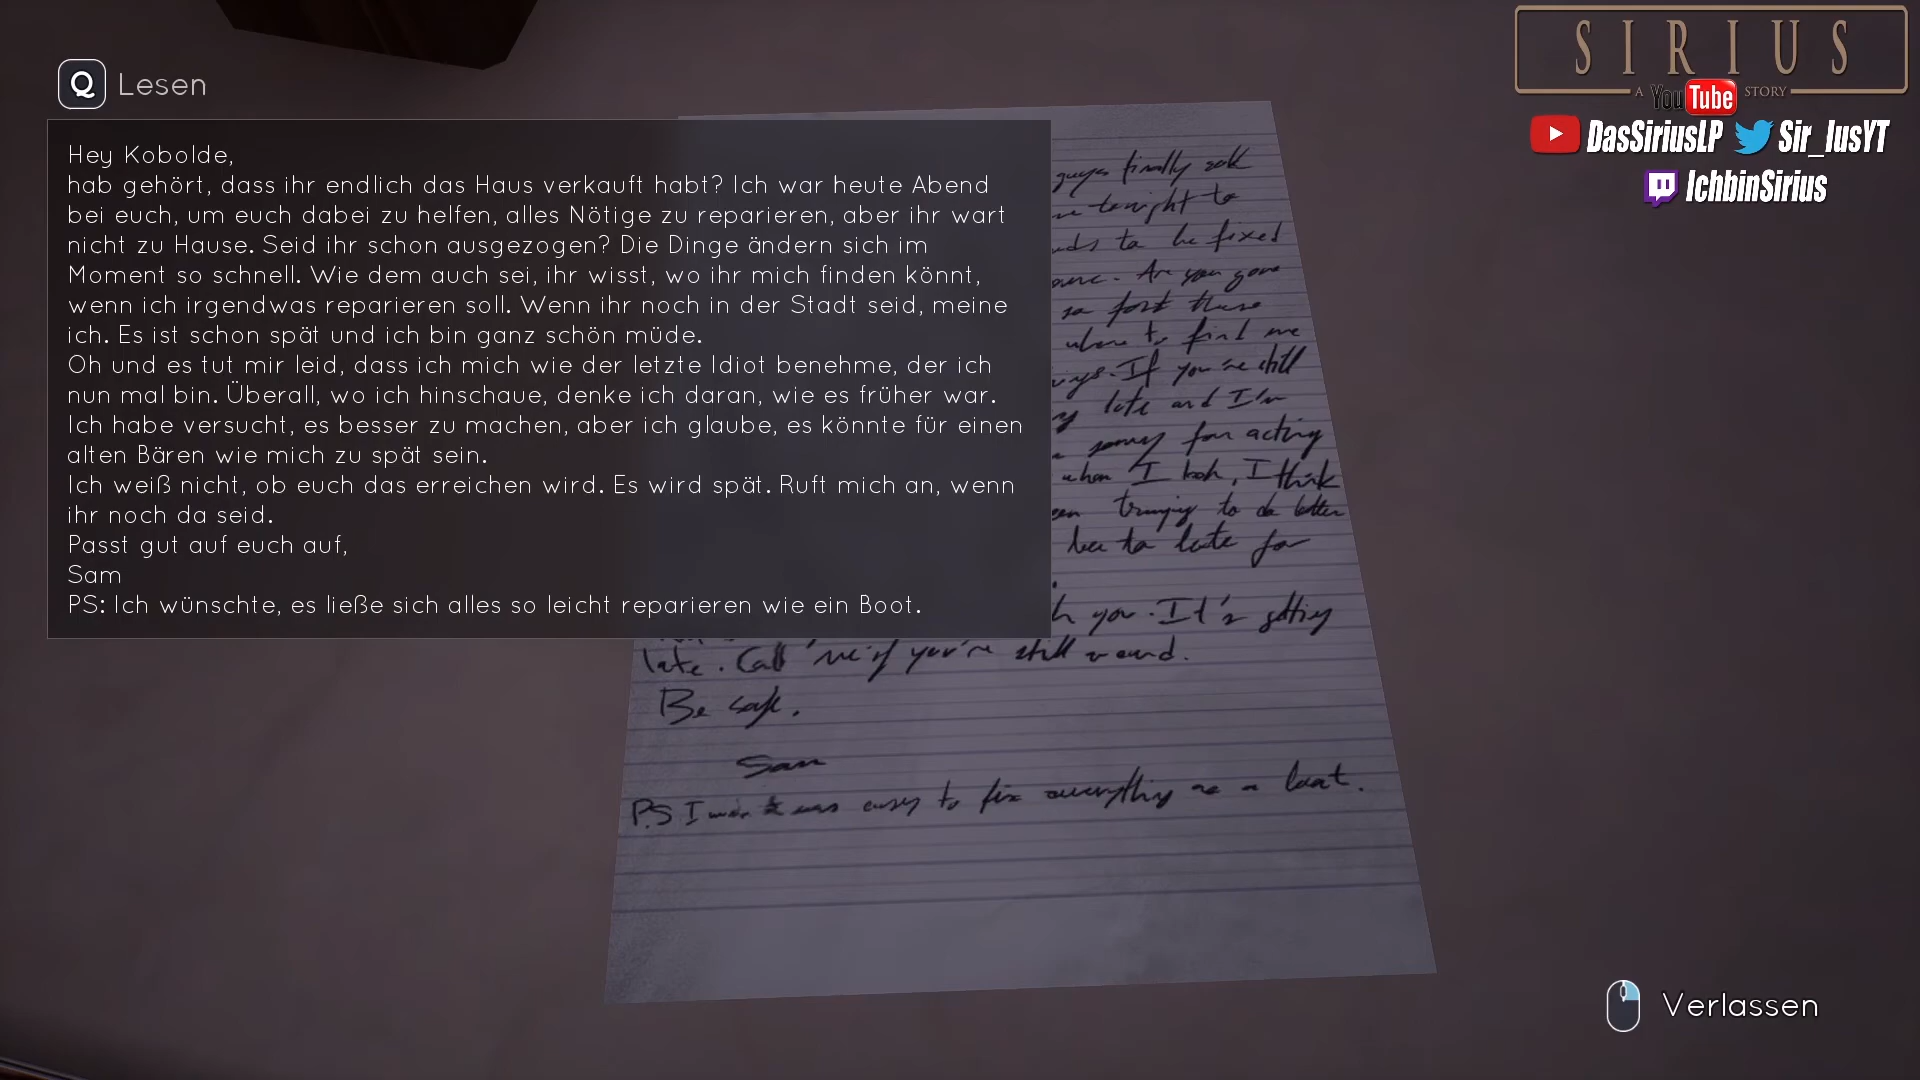 SIRIUS
A YouTube STORY
DasSiriusLP Sir_IusYT
IchbinSirius
Q Lesen
Hey Kobolde,
hab gehört, dass ihr endlich das Haus verkauft habt? Ich war heute Abend
bei euch, um euch dabei zu helfen, alles Nötige zu reparieren, aber ihr wart
nicht zu Hause. Seid ihr schon ausgezogen? Die Dinge ändern sich im
Moment so schnell. Wie dem auch sei, ihr wisst, wo ihr mich finden könnt,
wenn ich irgendwas reparieren soll. Wenn ihr noch in der Stadt seid, meine
ich. Es ist schon spät und ich bin ganz schön müde.
Oh und es tut mir leid, dass ich mich wie der letzte Idiot benehme, der ich
nun mal bin. Überall, wo ich hinschaue, denke ich daran, wie es früher war.
Ich habe versucht, es besser zu machen, aber ich glaube, es könnte für einen
alten Bären wie mich zu spät sein.
Ich weiß nicht, ob euch das erreichen wird. Es wird spät. Ruft mich an, wenn
ihr noch da seid.
Passt gut auf euch auf,
Sam
PS: Ich wünschte, es ließe sich alles so leicht reparieren wie ein Boot.
guys finally sold
tonight to
to be fixed
Are you gone
so fast these
where to find me
If you're still
late and I'm
sorry for acting
when I look, I think
trying to do better
be to late for
you. It's getting
late. Call me if you're still around.
Be safe.
Sam
P.S I was easy to fix everything as a boat.
Verlassen